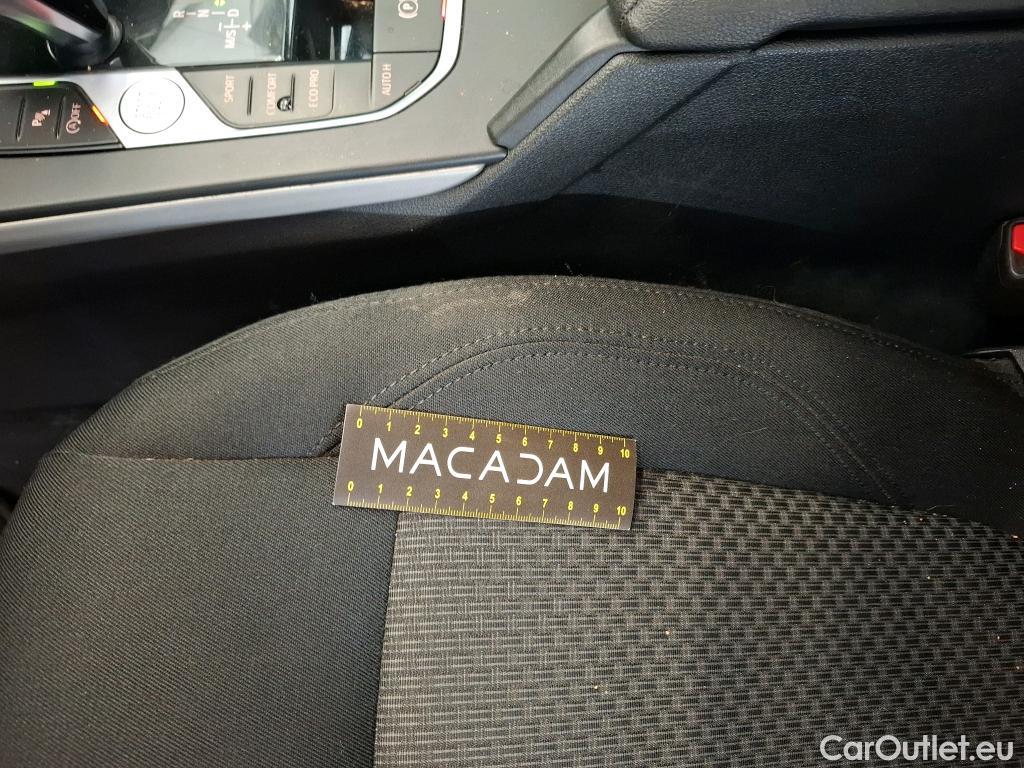 R N D
M/S +
(P)
SPORT
COMFORT
ECO PRO
AUTO H
P
OFF
0 1 2 3 4 5 6 7 8 9 10
MACADAM
0 1 2 3 4 5 6 7 8 9 10
CarOutlet.eu